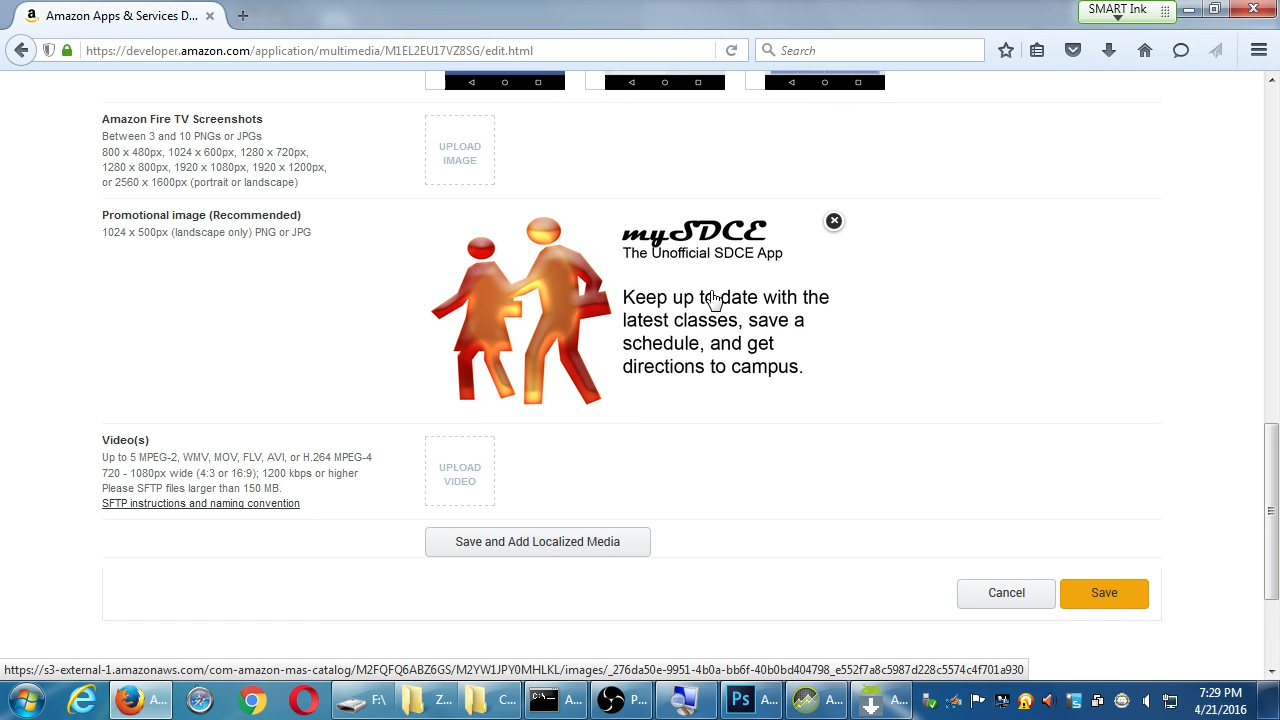 SMART Ink
Amazon Apps & Services D...
https://developer.amazon.com/application/multimedia/M1EL2EU17VZ8SG/edit.html
Search
Amazon Fire TV Screenshots
Between 3 and 10 PNGs or JPGs
800 x 480px, 1024 x 600px, 1280 x 720px,
1280 x 800px, 1920 x 1080px, 1920 x 1200px,
or 2560 x 1600px (portrait or landscape)
UPLOAD
IMAGE
Promotional image (Recommended)
1024 x 500px (landscape only) PNG or JPG
mySDCE
The Unofficial SDCE App
Keep up to date with the
latest classes, save a
schedule, and get
directions to campus.
Video(s)
Up to 5 MPEG-2, WMV, MOV, FLV, AVI, or H.264 MPEG-4
720 - 1080px wide (4:3 or 16:9); 1200 kbps or higher
Please SFTP files larger than 150 MB.
SFTP instructions and naming convention
UPLOAD
VIDEO
Save and Add Localized Media
Cancel
Save
https://s3-external-1.amazonaws.com/com-amazon-mas-catalog/M2FQFQ6ABZ6GS/M2YW1JPY0MHLKL/images/_276da50e-9951-4b0a-bb6f-40b0bd404798_e552f7a8c5987d228c5574c4f701a930
A...
F:\
Z...
C...
A...
P...
Ps
A...
A...
A...
7:29 PM
4/21/2016